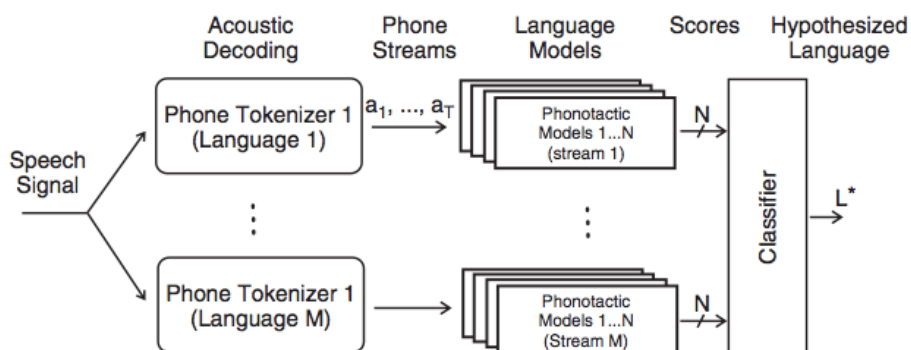 Acoustic Decoding
Phone Streams
Language Models
Scores
Hypothesized Language
Speech Signal
Phone Tokenizer 1
(Language 1)
a1, ..., aT
Phonotactic
Models 1...N
(stream 1)
N
Phone Tokenizer 1
(Language M)
Phonotactic
Models 1...N
(Stream M)
N
Classifier
L*